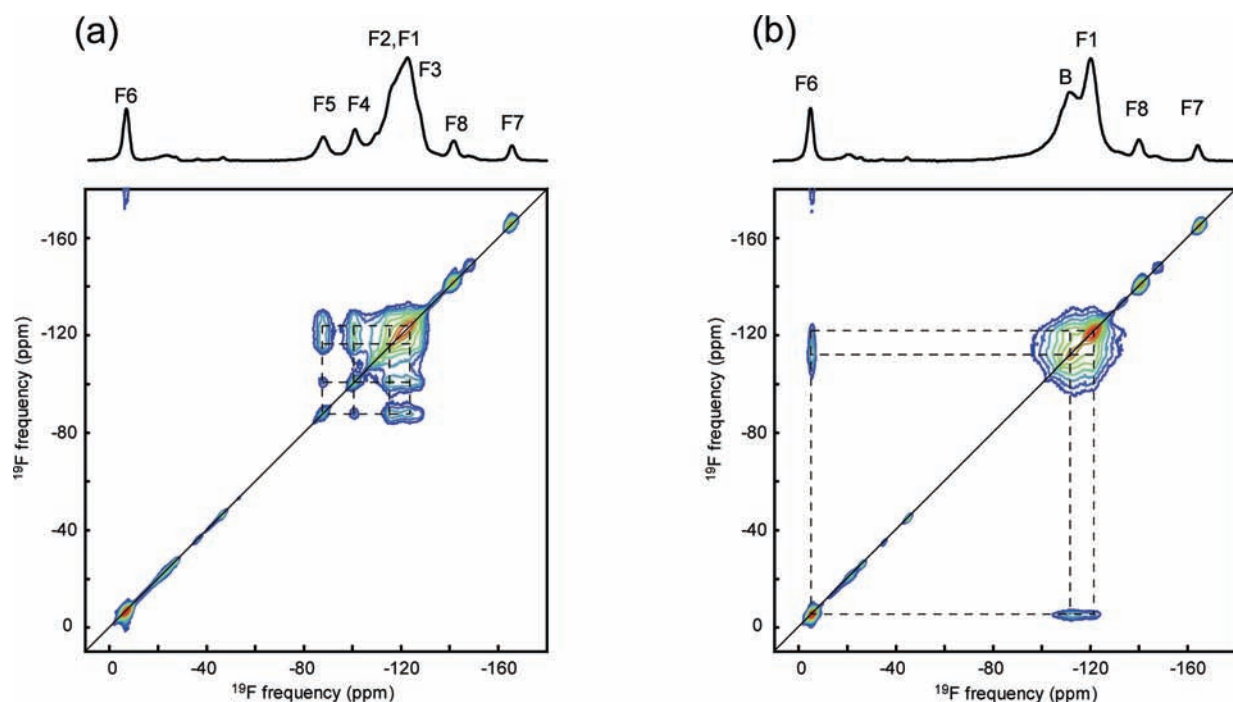 (a)
F6
F5
F4
F2,F1
F3
F8
F7
-160
-120
-80
-40
0
¹⁹F frequency (ppm)
0
-40
-80
-120
-160
¹⁹F frequency (ppm)
(b)
F6
B
F1
F8
F7
-160
-120
-80
-40
0
¹⁹F frequency (ppm)
0
-40
-80
-120
-160
¹⁹F frequency (ppm)